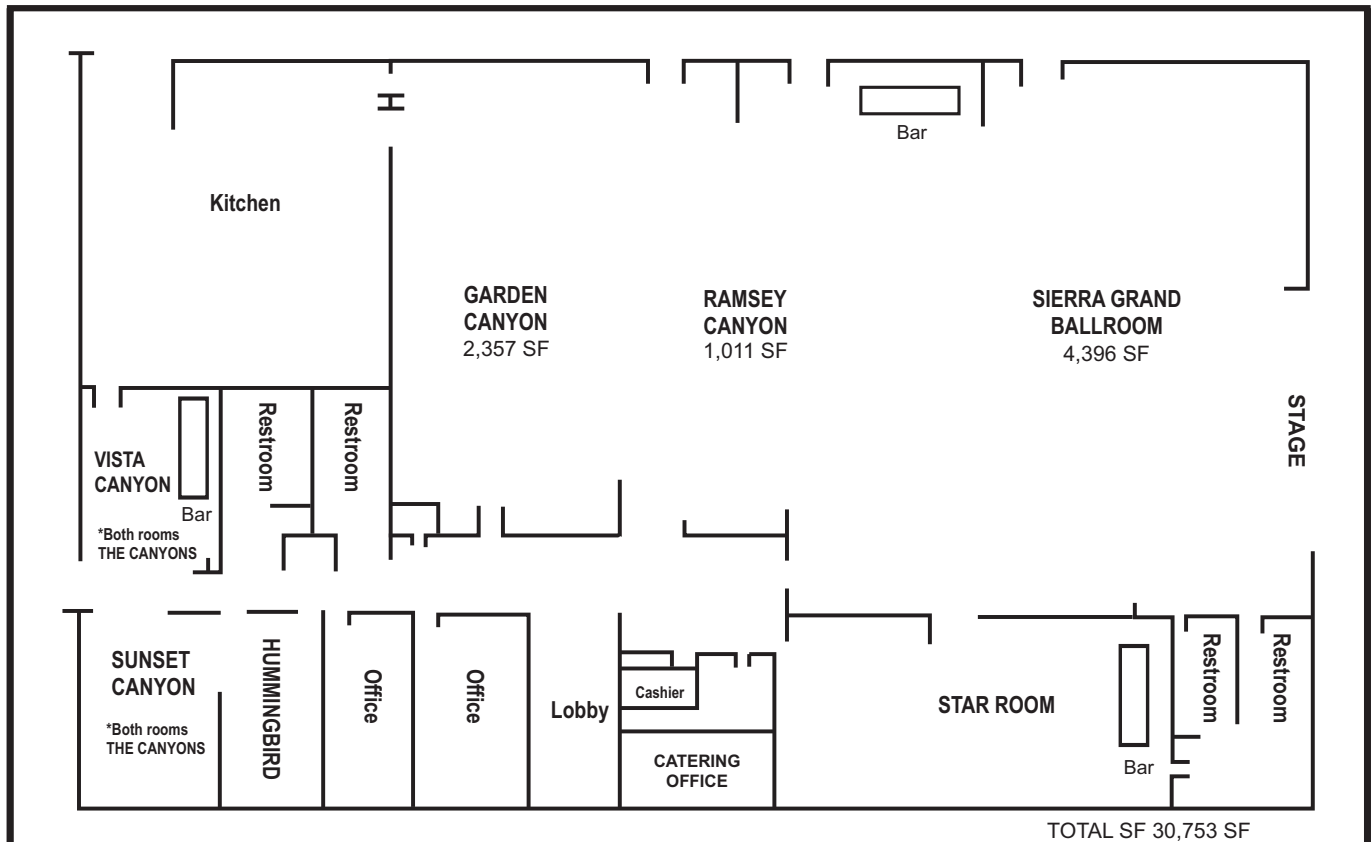 Bar
Kitchen
GARDEN
CANYON
2,357 SF
RAMSEY
CANYON
1,011 SF
SIERRA GRAND
BALLROOM
4,396 SF
STAGE
VISTA
CANYON
Bar
*Both rooms
THE CANYONS
Restroom
Restroom
SUNSET
CANYON
*Both rooms
THE CANYONS
HUMMINGBIRD
Office
Office
Lobby
Cashier
CATERING
OFFICE
STAR ROOM
Bar
Restroom
Restroom
TOTAL SF 30,753 SF